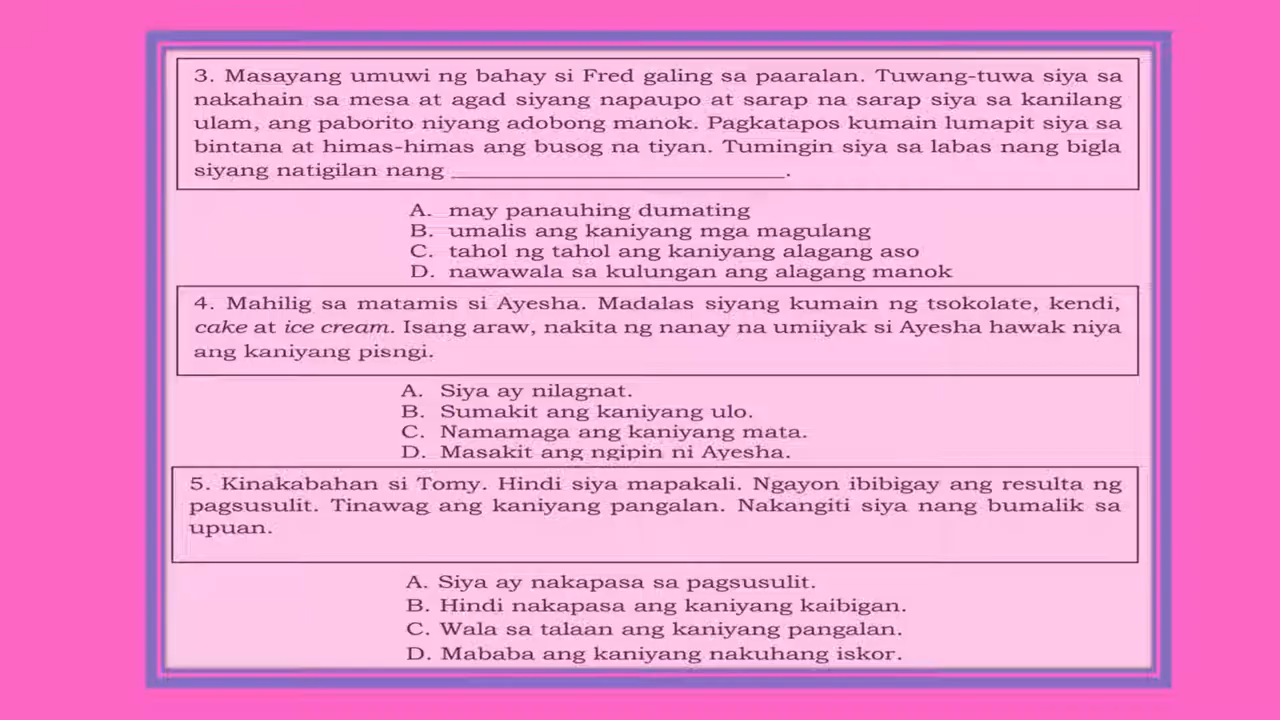 3. Masayang umuwi ng bahay si Fred galing sa paaralan. Tuwang-tuwa siya sa
nakahain sa mesa at agad siyang napaupo at sarap na sarap siya sa kanilang
ulam, ang paborito niyang adobong manok. Pagkatapos kumain lumapit siya sa
bintana at himas-himas ang busog na tiyan. Tumingin siya sa labas nang bigla
siyang natigilan nang ______________________________.
A. may panauhing dumating
B. umalis ang kaniyang mga magulang
C. tahol ng tahol ang kaniyang alagang aso
D. nawawala sa kulungan ang alagang manok
4. Mahilig sa matamis si Ayesha. Madalas siyang kumain ng tsokolate, kendi,
cake at ice cream. Isang araw, nakita ng nanay na umiiyak si Ayesha hawak niya
ang kaniyang pisngi.
A. Siya ay nilagnat.
B. Sumakit ang kaniyang ulo.
C. Namamaga ang kaniyang mata.
D. Masakit ang ngipin ni Ayesha.
5. Kinakabahan si Tomy. Hindi siya mapakali. Ngayon ibibigay ang resulta ng
pagsusulit. Tinawag ang kaniyang pangalan. Nakangiti siya nang bumalik sa
upuan.
A. Siya ay nakapasa sa pagsusulit.
B. Hindi nakapasa ang kaniyang kaibigan.
C. Wala sa talaan ang kaniyang pangalan.
D. Mababa ang kaniyang nakuhang iskor.